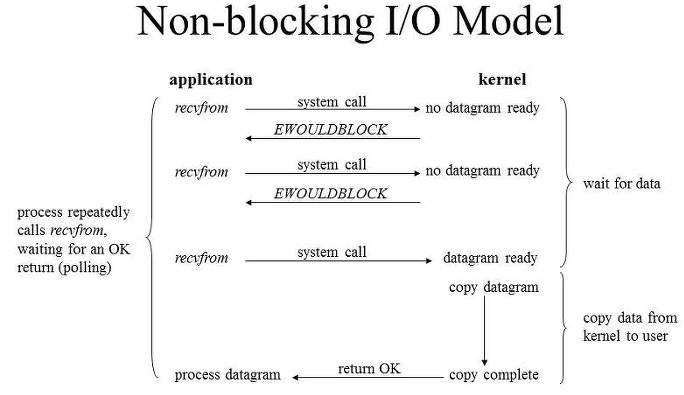 Non-blocking I/O Model
application
kernel
recvfrom
system call
no datagram ready
EWOULDBLOCK
recvfrom
system call
no datagram ready
EWOULDBLOCK
wait for data
process repeatedly
calls recvfrom,
waiting for an OK
return (polling)
recvfrom
system call
datagram ready
copy datagram
copy data from
kernel to user
process datagram
return OK
copy complete